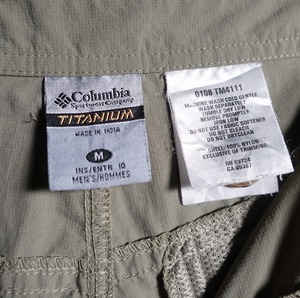 Columbia
Sportswear Company
TITANIUM
MADE IN INDIA
M
INS/ENTR 10
MEN'S/HOMMES
0108 TM4111
MACHINE WASH COLD GENTLE
WASH SEPARATELY
TUMBLE DRY LOW
REMOVE PROMPTLY
IRON LOW
DO NOT USE FABRIC SOFTENER
DO NOT BLEACH
DO NOT DRYCLEAN
SHELL: 100% NYLON
EXCLUSIVE OF TRIMMING
RN 69724
CA 05367